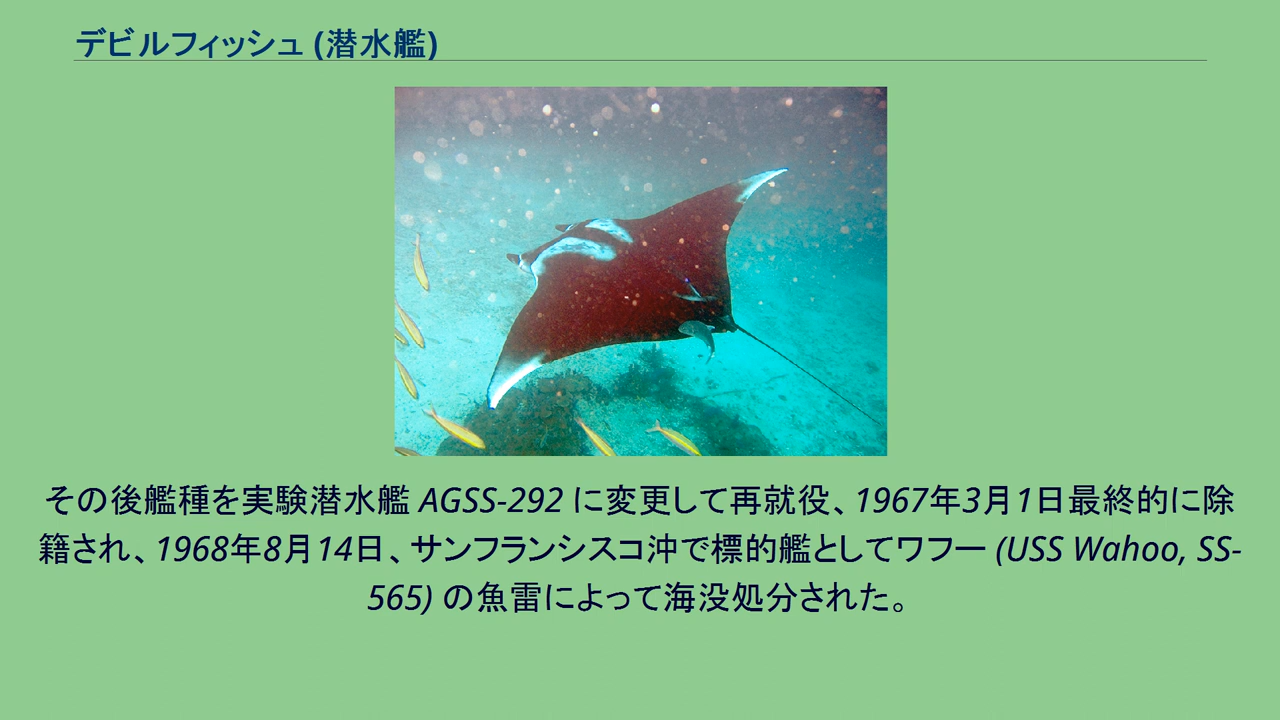 デビルフィッシュ (潜水艦)
その後艦種を実験潜水艦 AGSS-292 に変更して再就役、1967年3月1日最終的に除
籍され、1968年8月14日、サンフランシスコ沖で標的艦としてワフー (USS Wahoo, SS-
565) の魚雷によって海没処分された。